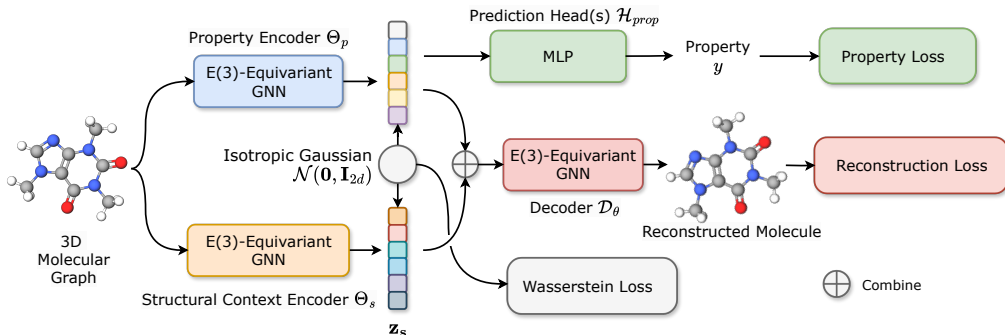 Prediction Head(s) $\mathcal{H}_{prop}$
Property Encoder $\Theta_p$
E(3)-Equivariant
GNN
MLP
Property
$y$
Property Loss
Isotropic Gaussian
$\mathcal{N}(\mathbf{0}, \mathbf{I}_{2d})$
E(3)-Equivariant
GNN
Decoder $\mathcal{D}_\theta$
Reconstructed Molecule
Reconstruction Loss
3D
Molecular
Graph
E(3)-Equivariant
GNN
Structural Context Encoder $\Theta_s$
$\mathbf{z_s}$
Wasserstein Loss
Combine